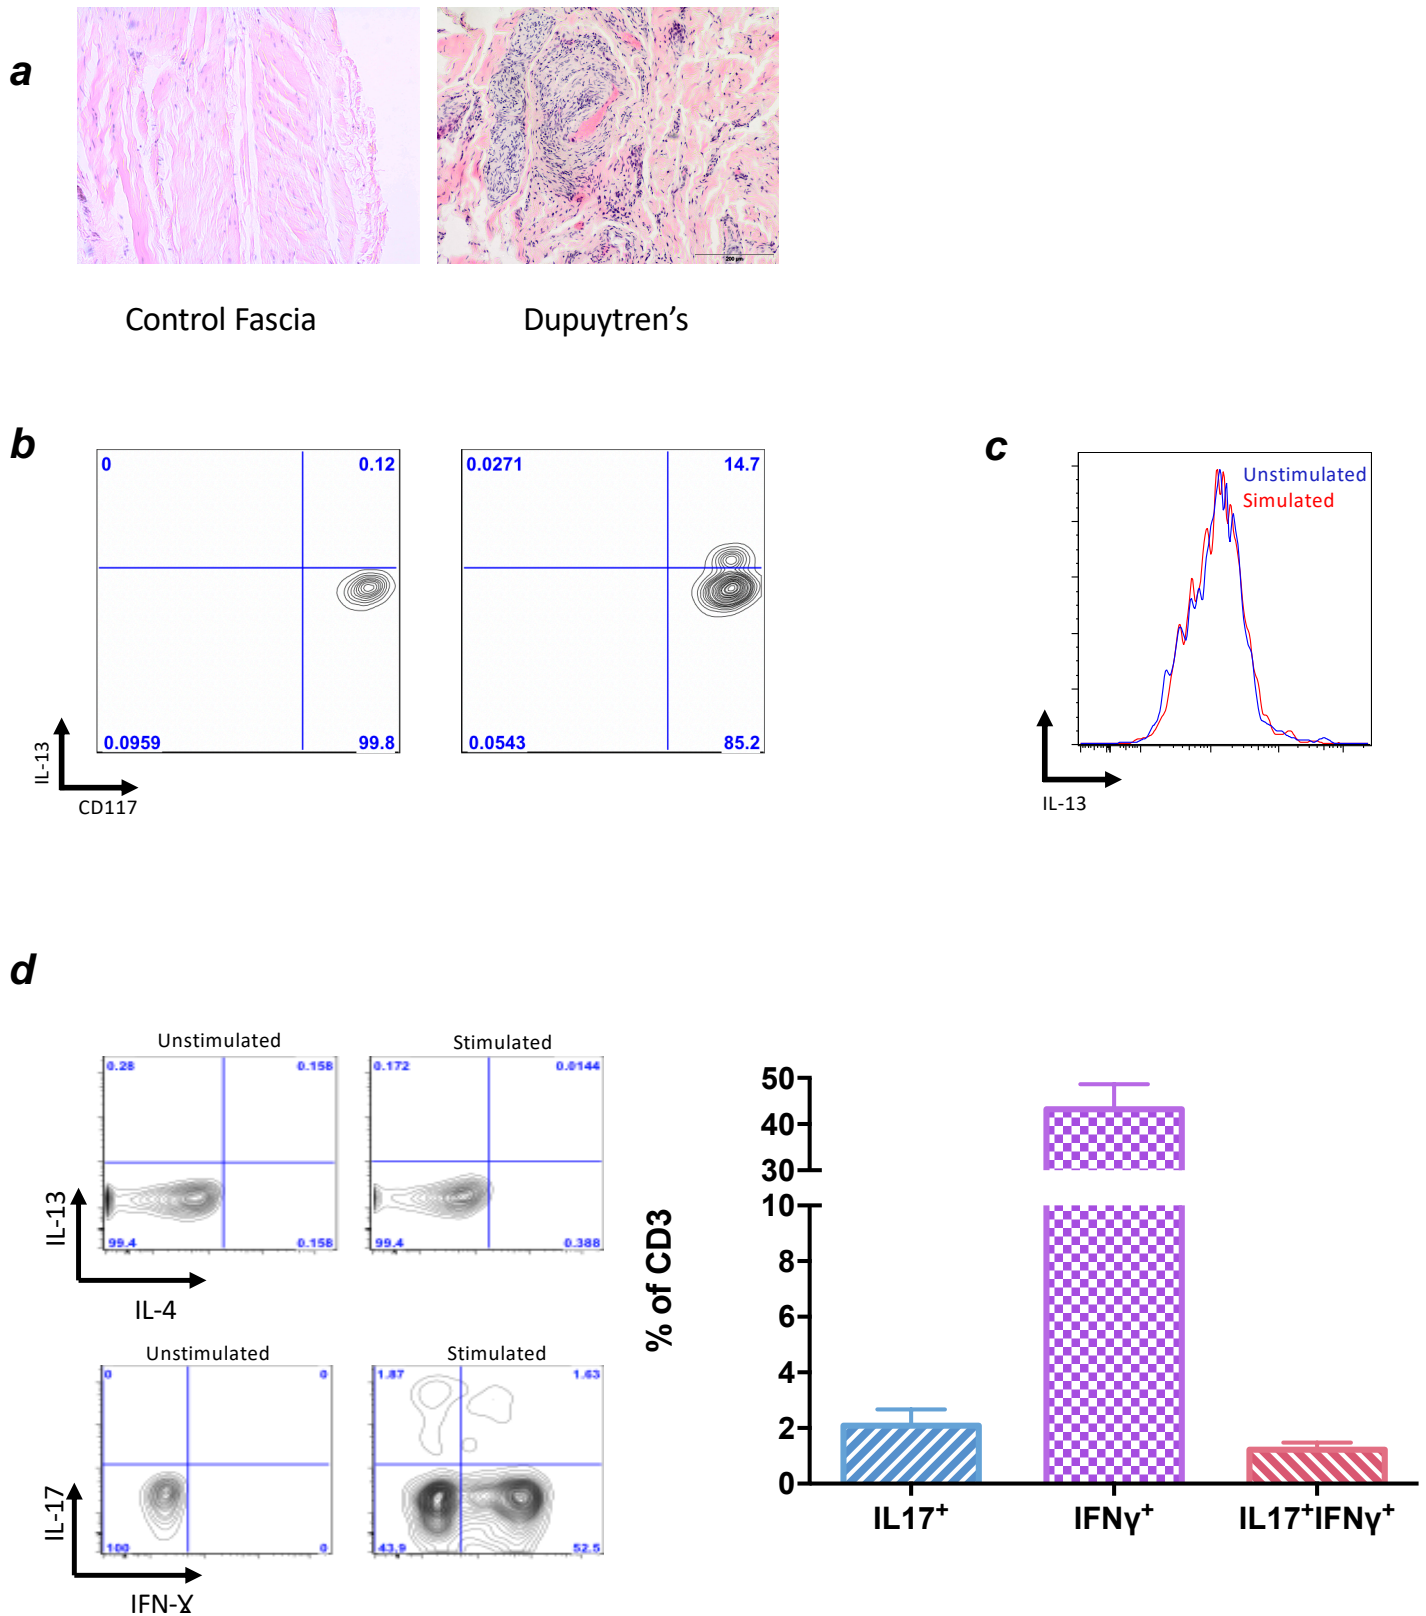 a
200 µm
Control Fascia
Dupuytren's
b
0
0.12
0.0959
99.8
0.0271
14.7
0.0543
85.2
IL-13
CD117
c
Unstimulated
Simulated
IL-13
d
Unstimulated
0.28
0.158
99.4
0.158
Stimulated
0.172
0.0144
99.4
0.388
IL-13
IL-4
Unstimulated
0
0
100
0
Stimulated
1.87
1.63
43.9
52.5
IL-17
IFN-Ɣ
% of CD3
50
40
30
10
8
6
4
2
0
IL17⁺
IFNγ⁺
IL17⁺IFNγ⁺